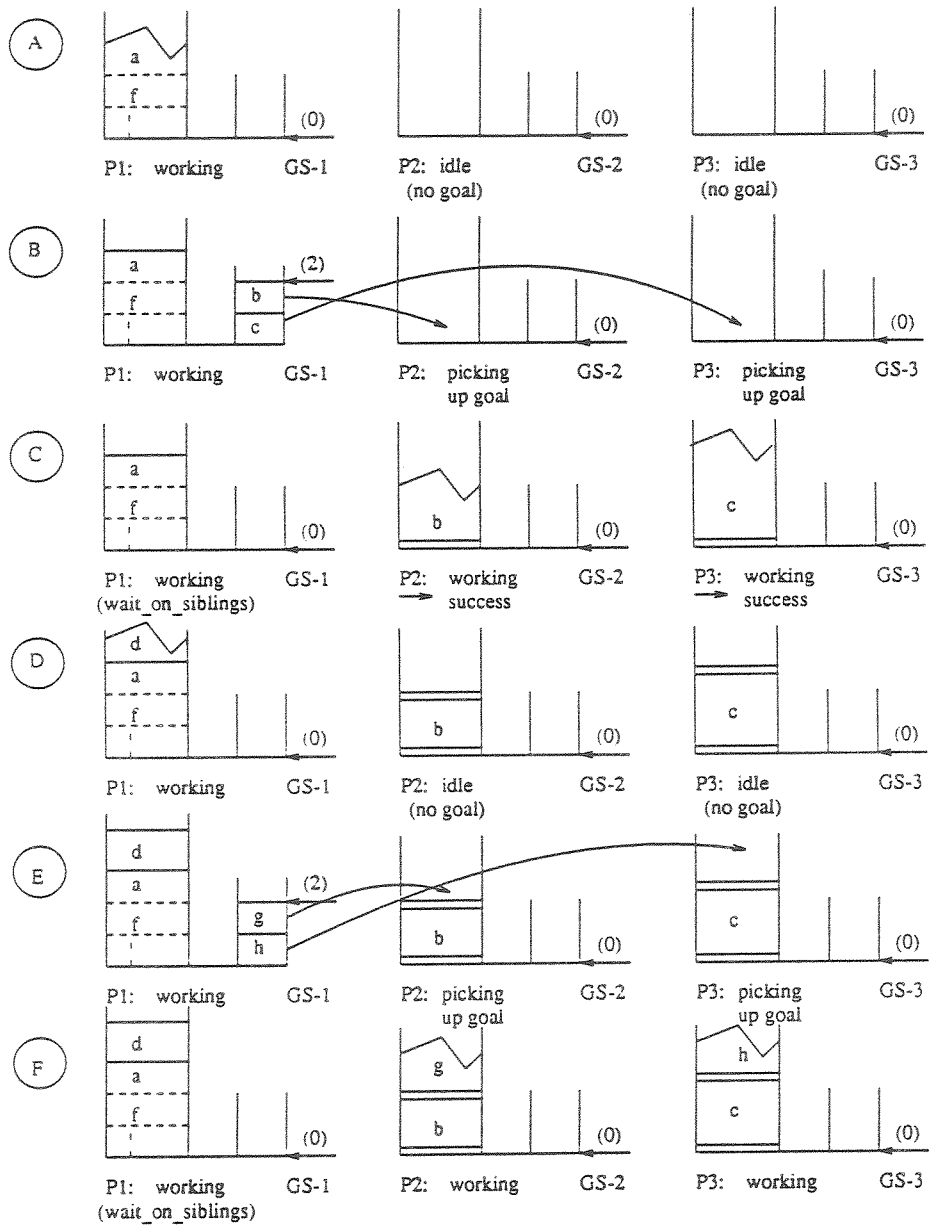 A
a
f
(0)
(0)
(0)
P1: working GS-1 P2: idle GS-2 P3: idle GS-3
(no goal) (no goal)
B
a
(2)
f
b
c
(0)
(0)
P1: working GS-1 P2: picking GS-2 P3: picking GS-3
up goal up goal
C
a
f
b
c
(0)
(0)
(0)
P1: working GS-1 P2: working GS-2 P3: working GS-3
(wait_on_siblings) success success
D
d
a
f
b
c
(0)
(0)
(0)
P1: working GS-1 P2: idle GS-2 P3: idle GS-3
(no goal) (no goal)
E
d
a
(2)
f
g
h
b
c
(0)
(0)
P1: working GS-1 P2: picking GS-2 P3: picking GS-3
up goal up goal
F
d
a
f
g
b
h
c
(0)
(0)
(0)
P1: working GS-1 P2: working GS-2 P3: working GS-3
(wait_on_siblings)